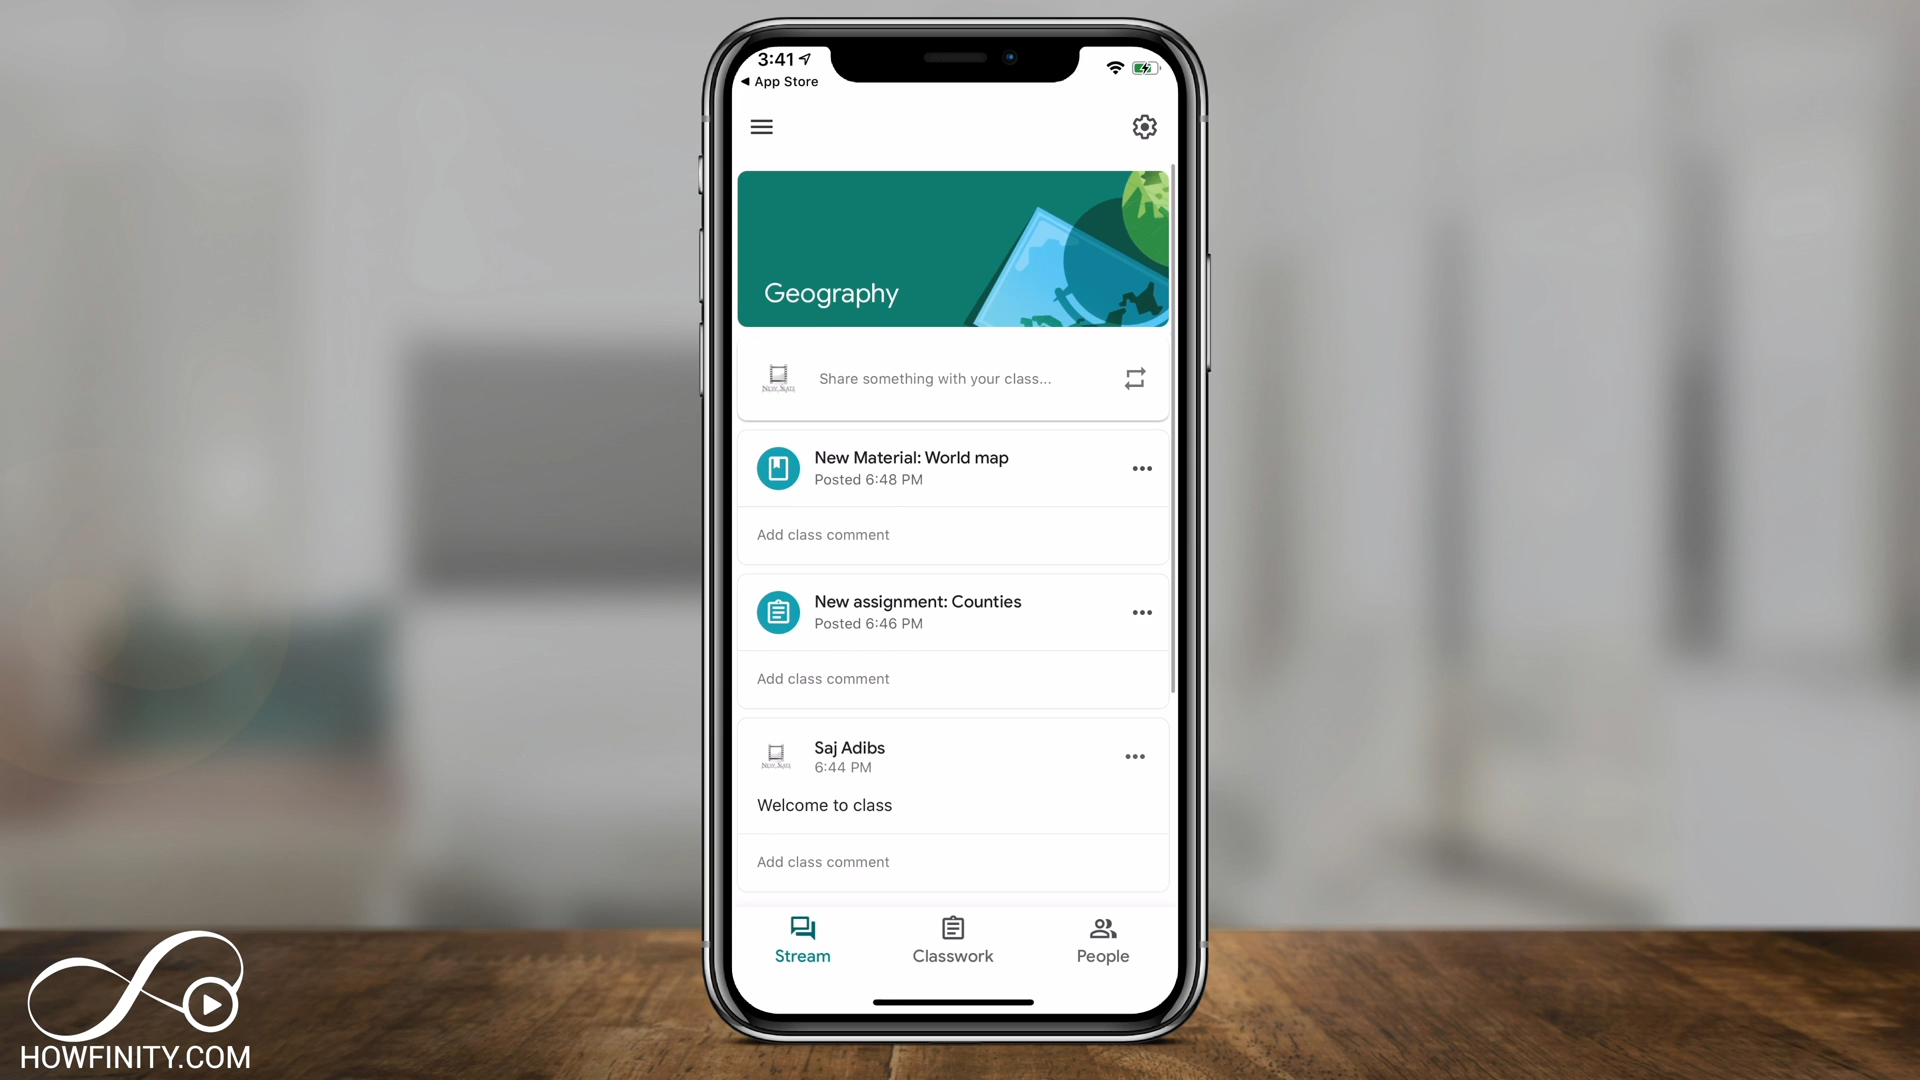 3:41
◀ App Store
Geography
Share something with your class...
New Material: World map
Posted 6:48 PM
Add class comment
New assignment: Counties
Posted 6:46 PM
Add class comment
Saj Adibs
6:44 PM
Welcome to class
Add class comment
Stream
Classwork
People
HOWFINITY.COM